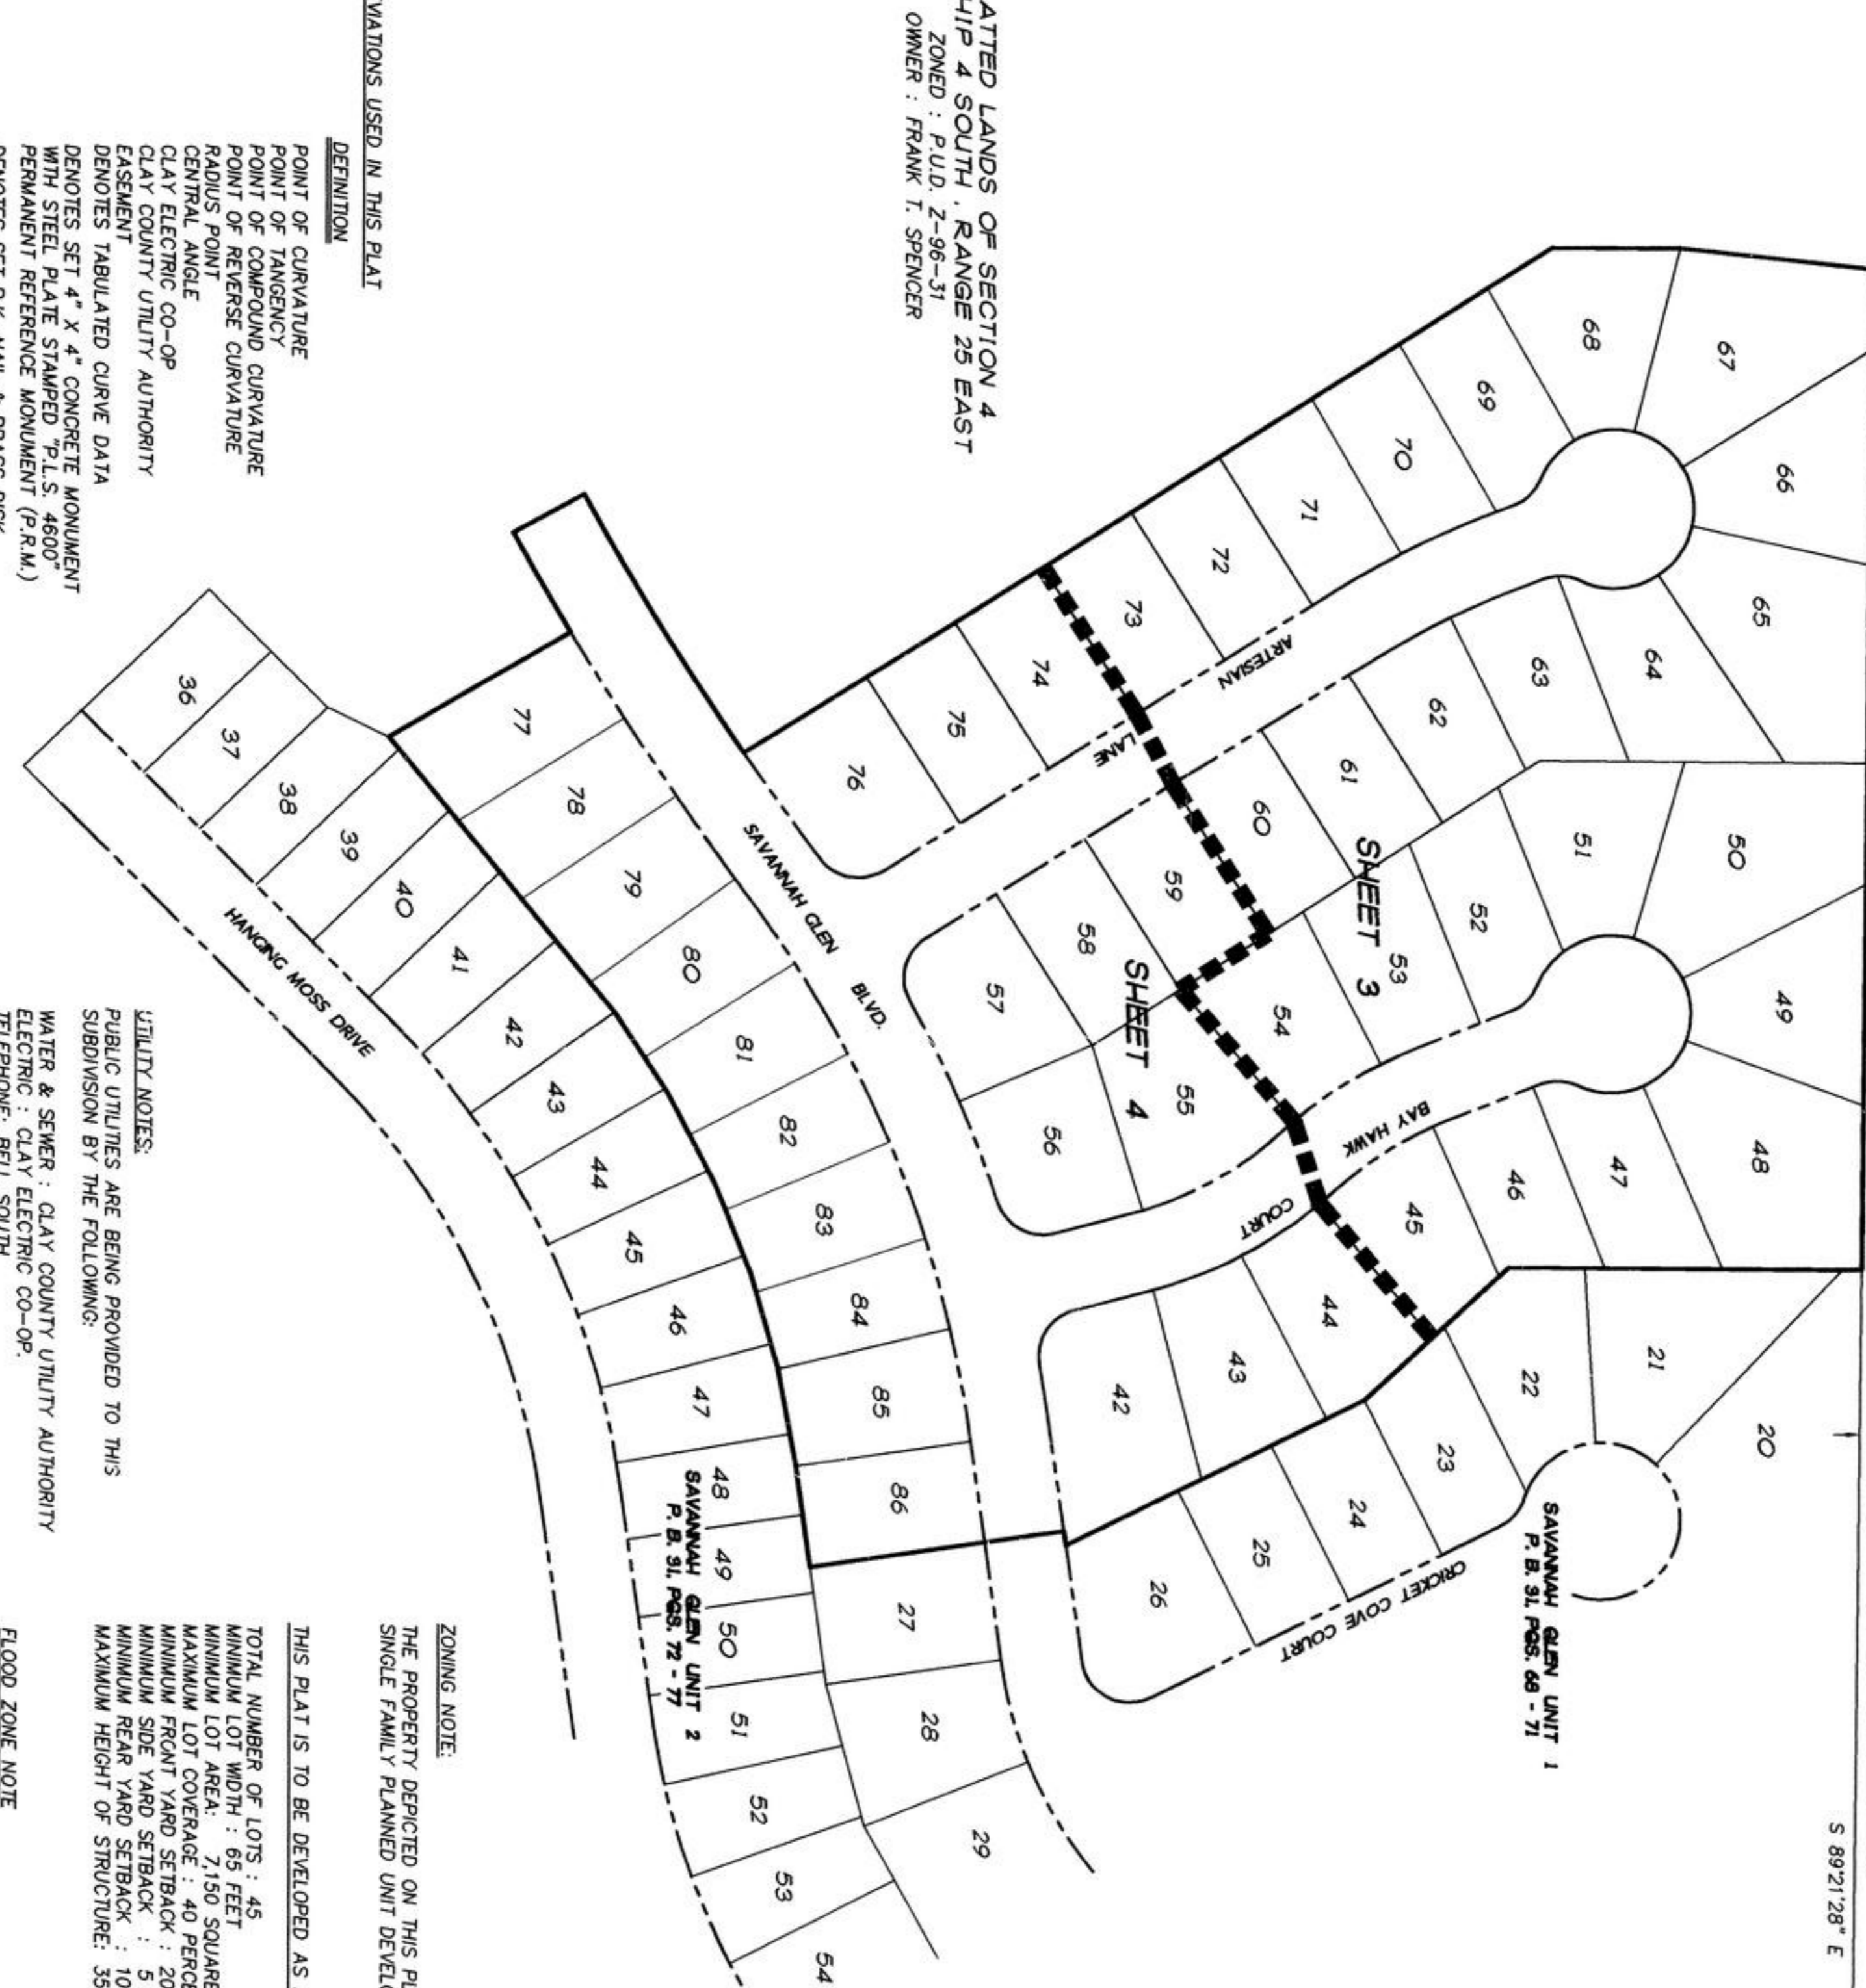 S 89°21'28" E
20
21
22
23
24
25
26
CRICKET COVE COURT
SAVANNAH GLEN UNIT 1
P. B. 31, PGS. 68 - 71
67
66
65
50
49
48
68
64
51
47
69
63
52
46
70
62
SHEET 3
53
BAY HAWK
45
71
61
54
COURT
44
72
ARTESIAN
60
43
73
LANE
59
SHEET 4
55
42
74
58
56
75
57
76
ATTED LANDS OF SECTION 4
HIP 4 SOUTH , RANGE 25 EAST
ZONED : P.U.D. Z-96-31
OWNER : FRANK T. SPENCER
SAVANNAH GLEN
BLVD.
77
78
79
80
81
82
83
84
85
86
27
28
29
36
37
38
39
40
41
42
43
44
45
46
47
48
49
50
51
52
53
54
SAVANNAH GLEN UNIT 2
P. B. 31, PGS. 72 - 77
HANGING MOSS DRIVE
VIATIONS USED IN THIS PLAT
DEFINITION
POINT OF CURVATURE
POINT OF TANGENCY
POINT OF COMPOUND CURVATURE
POINT OF REVERSE CURVATURE
RADIUS POINT
CENTRAL ANGLE
CLAY ELECTRIC CO-OP
CLAY COUNTY UTILITY AUTHORITY
EASEMENT
DENOTES TABULATED CURVE DATA
DENOTES SET 4" X 4" CONCRETE MONUMENT
WITH STEEL PLATE STAMPED "P.L.S. 4600"
PERMANENT REFERENCE MONUMENT (P.R.M.)
DENOTES SET P.K. NAIL & BRASS DISK
UTILITY NOTES:
PUBLIC UTILITIES ARE BEING PROVIDED TO THIS
SUBDIVISION BY THE FOLLOWING:
WATER & SEWER : CLAY COUNTY UTILITY AUTHORITY
ELECTRIC : CLAY ELECTRIC CO-OP.
TELEPHONE: BELL SOUTH
ZONING NOTE:
THE PROPERTY DEPICTED ON THIS PL
SINGLE FAMILY PLANNED UNIT DEVELO
THIS PLAT IS TO BE DEVELOPED AS
TOTAL NUMBER OF LOTS : 45
MINIMUM LOT WIDTH : 65 FEET
MINIMUM LOT AREA: 7,150 SQUARE
MAXIMUM LOT COVERAGE : 40 PERCE
MINIMUM FRONT YARD SETBACK : 20
MINIMUM SIDE YARD SETBACK : 5
MINIMUM REAR YARD SETBACK : 10
MAXIMUM HEIGHT OF STRUCTURE: 35
FLOOD ZONE NOTE